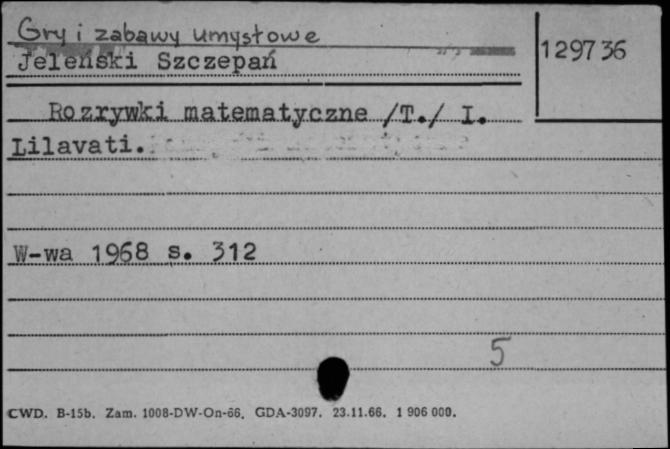 Gry i zabawy umysłowe
Jeleński Szczepan
129736
Rozrywki matematyczne /T./ I.
Lilavati.
W-wa 1968 s. 312
5
CWD. B-15b. Zam. 1008-DW-On-66. GDA-3097. 23.11.66. 1 906 000.